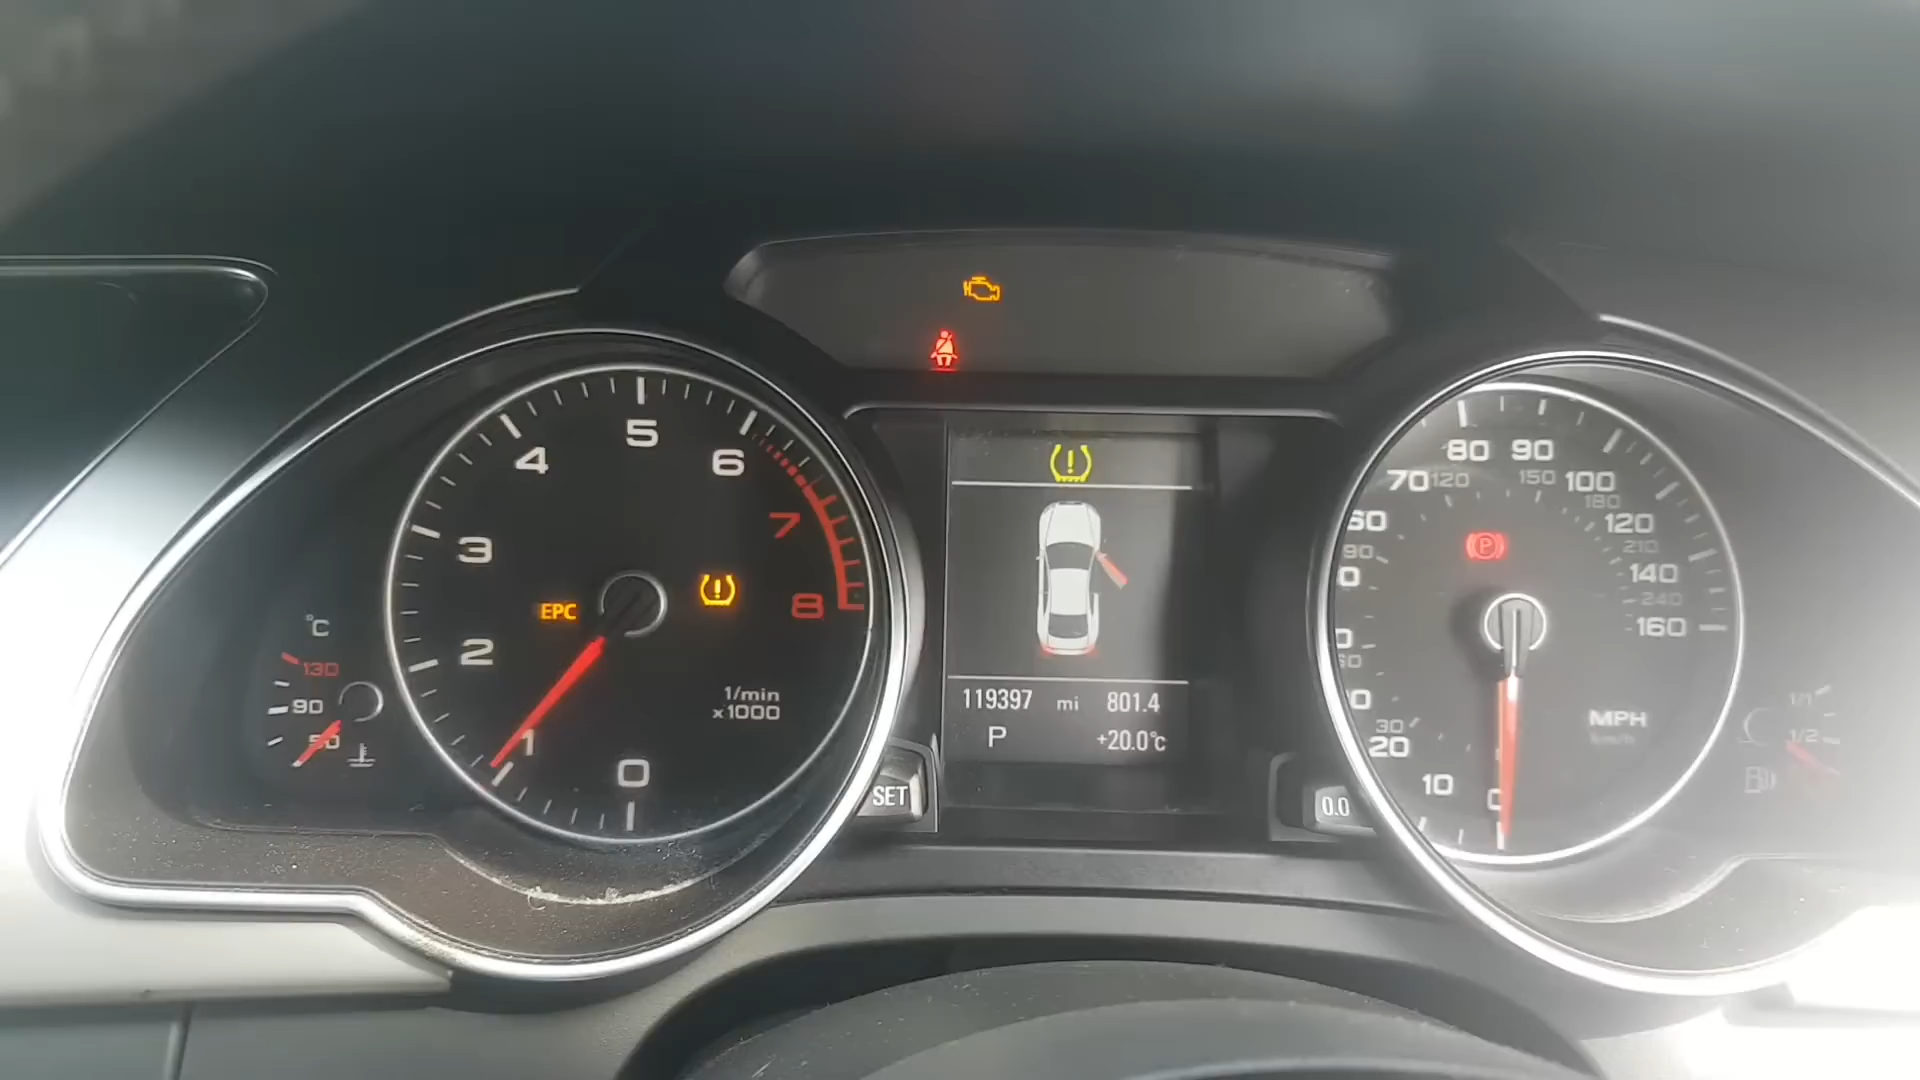 5
4
6
3
7
EPC
8
2
1/min
x1000
1
0
°C
130
90
50
119397 mi 801.4
P +20.0°C
SET
0.0
80 90
70 120 150 100
180
60 120
90 210
140
240
160
30
20
10
MPH
km/h
P
1/1
1/2